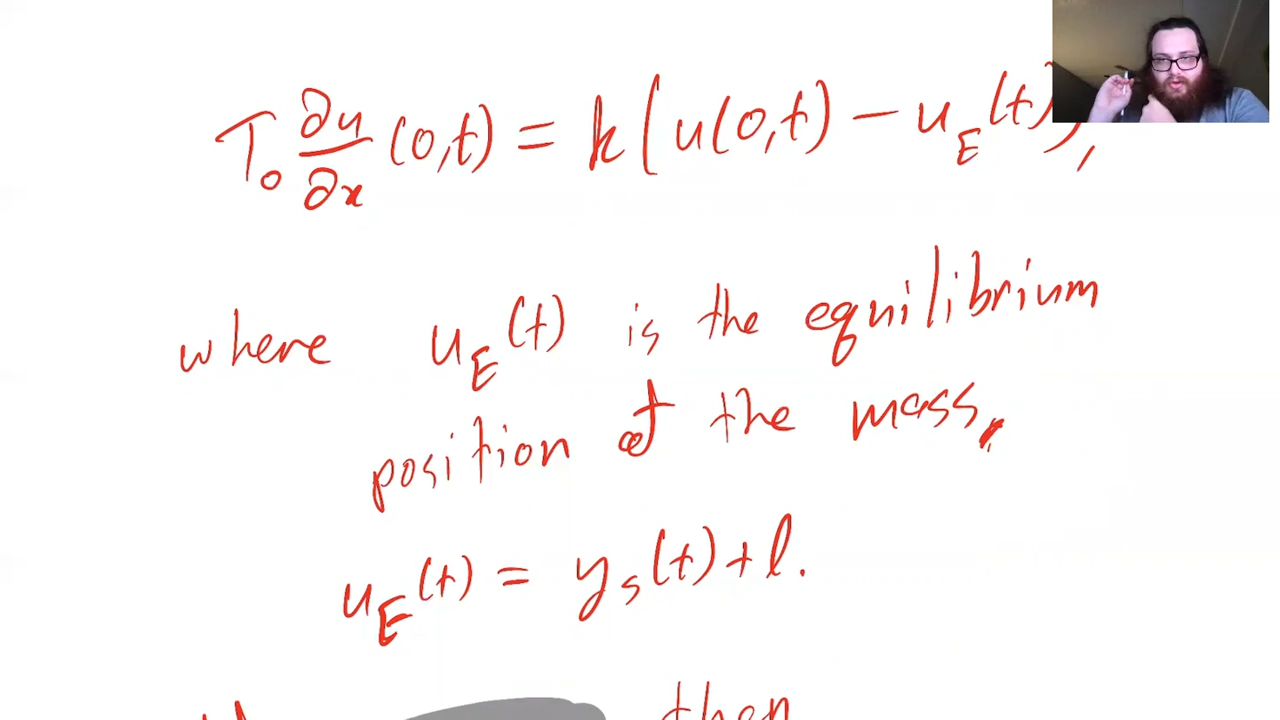 T₀ ∂u/∂x (0,t) = k (u(0,t) − u_E(t)),
where u_E(t) is the equilibrium
position of the mass,
u_E(t) = y_s(t) + l.
then